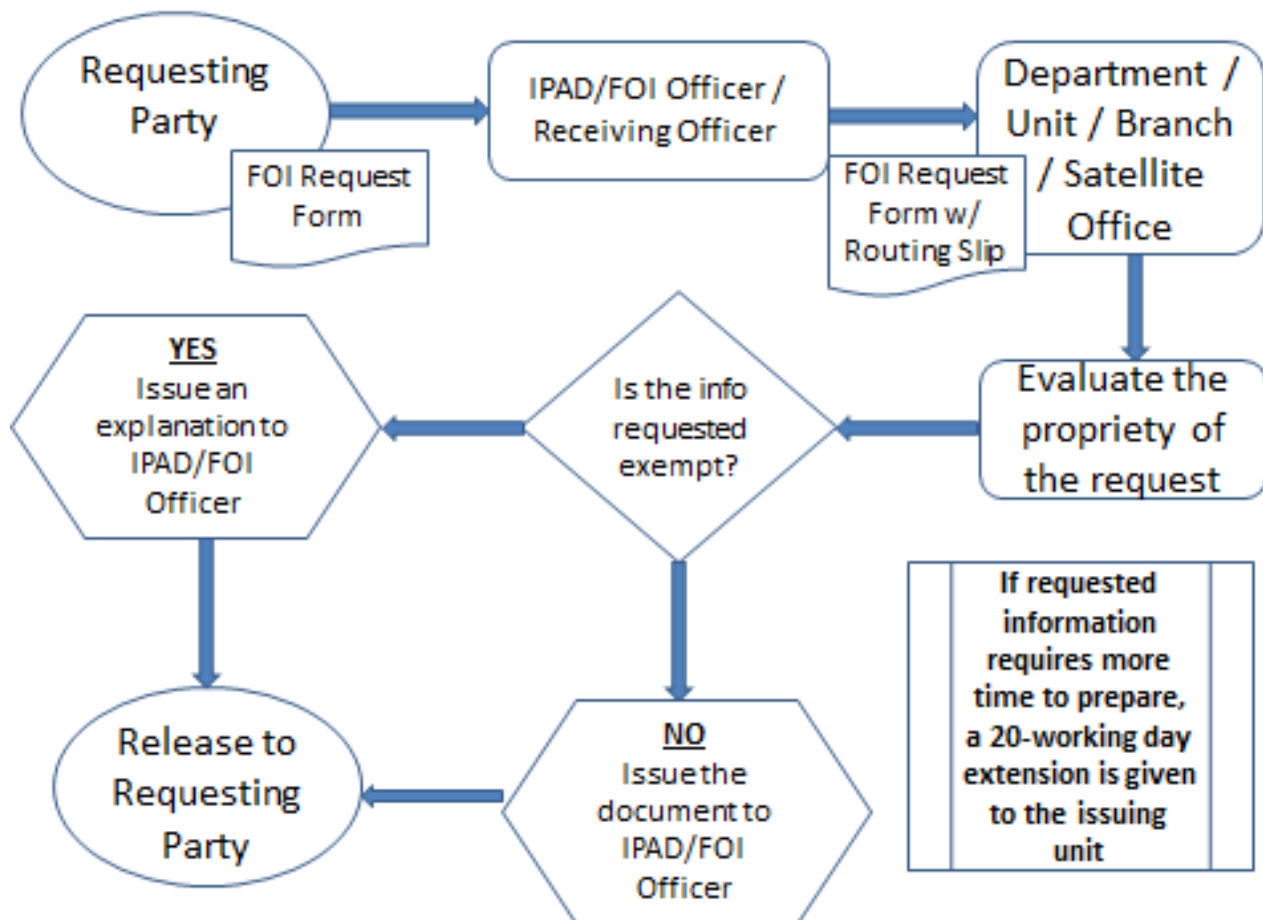 Requesting
Party
FOI Request
Form
IPAD/FOI Officer /
Receiving Officer
FOI Request
Form w/
Routing Slip
Department /
Unit / Branch
/ Satellite
Office
Evaluate the
propriety of
the request
Is the info
requested
exempt?
YES
Issue an
explanation to
IPAD/FOI
Officer
NO
Issue the
document to
IPAD/FOI
Officer
Release to
Requesting
Party
If requested
information
requires more
time to prepare,
a 20-working day
extension is given
to the issuing
unit